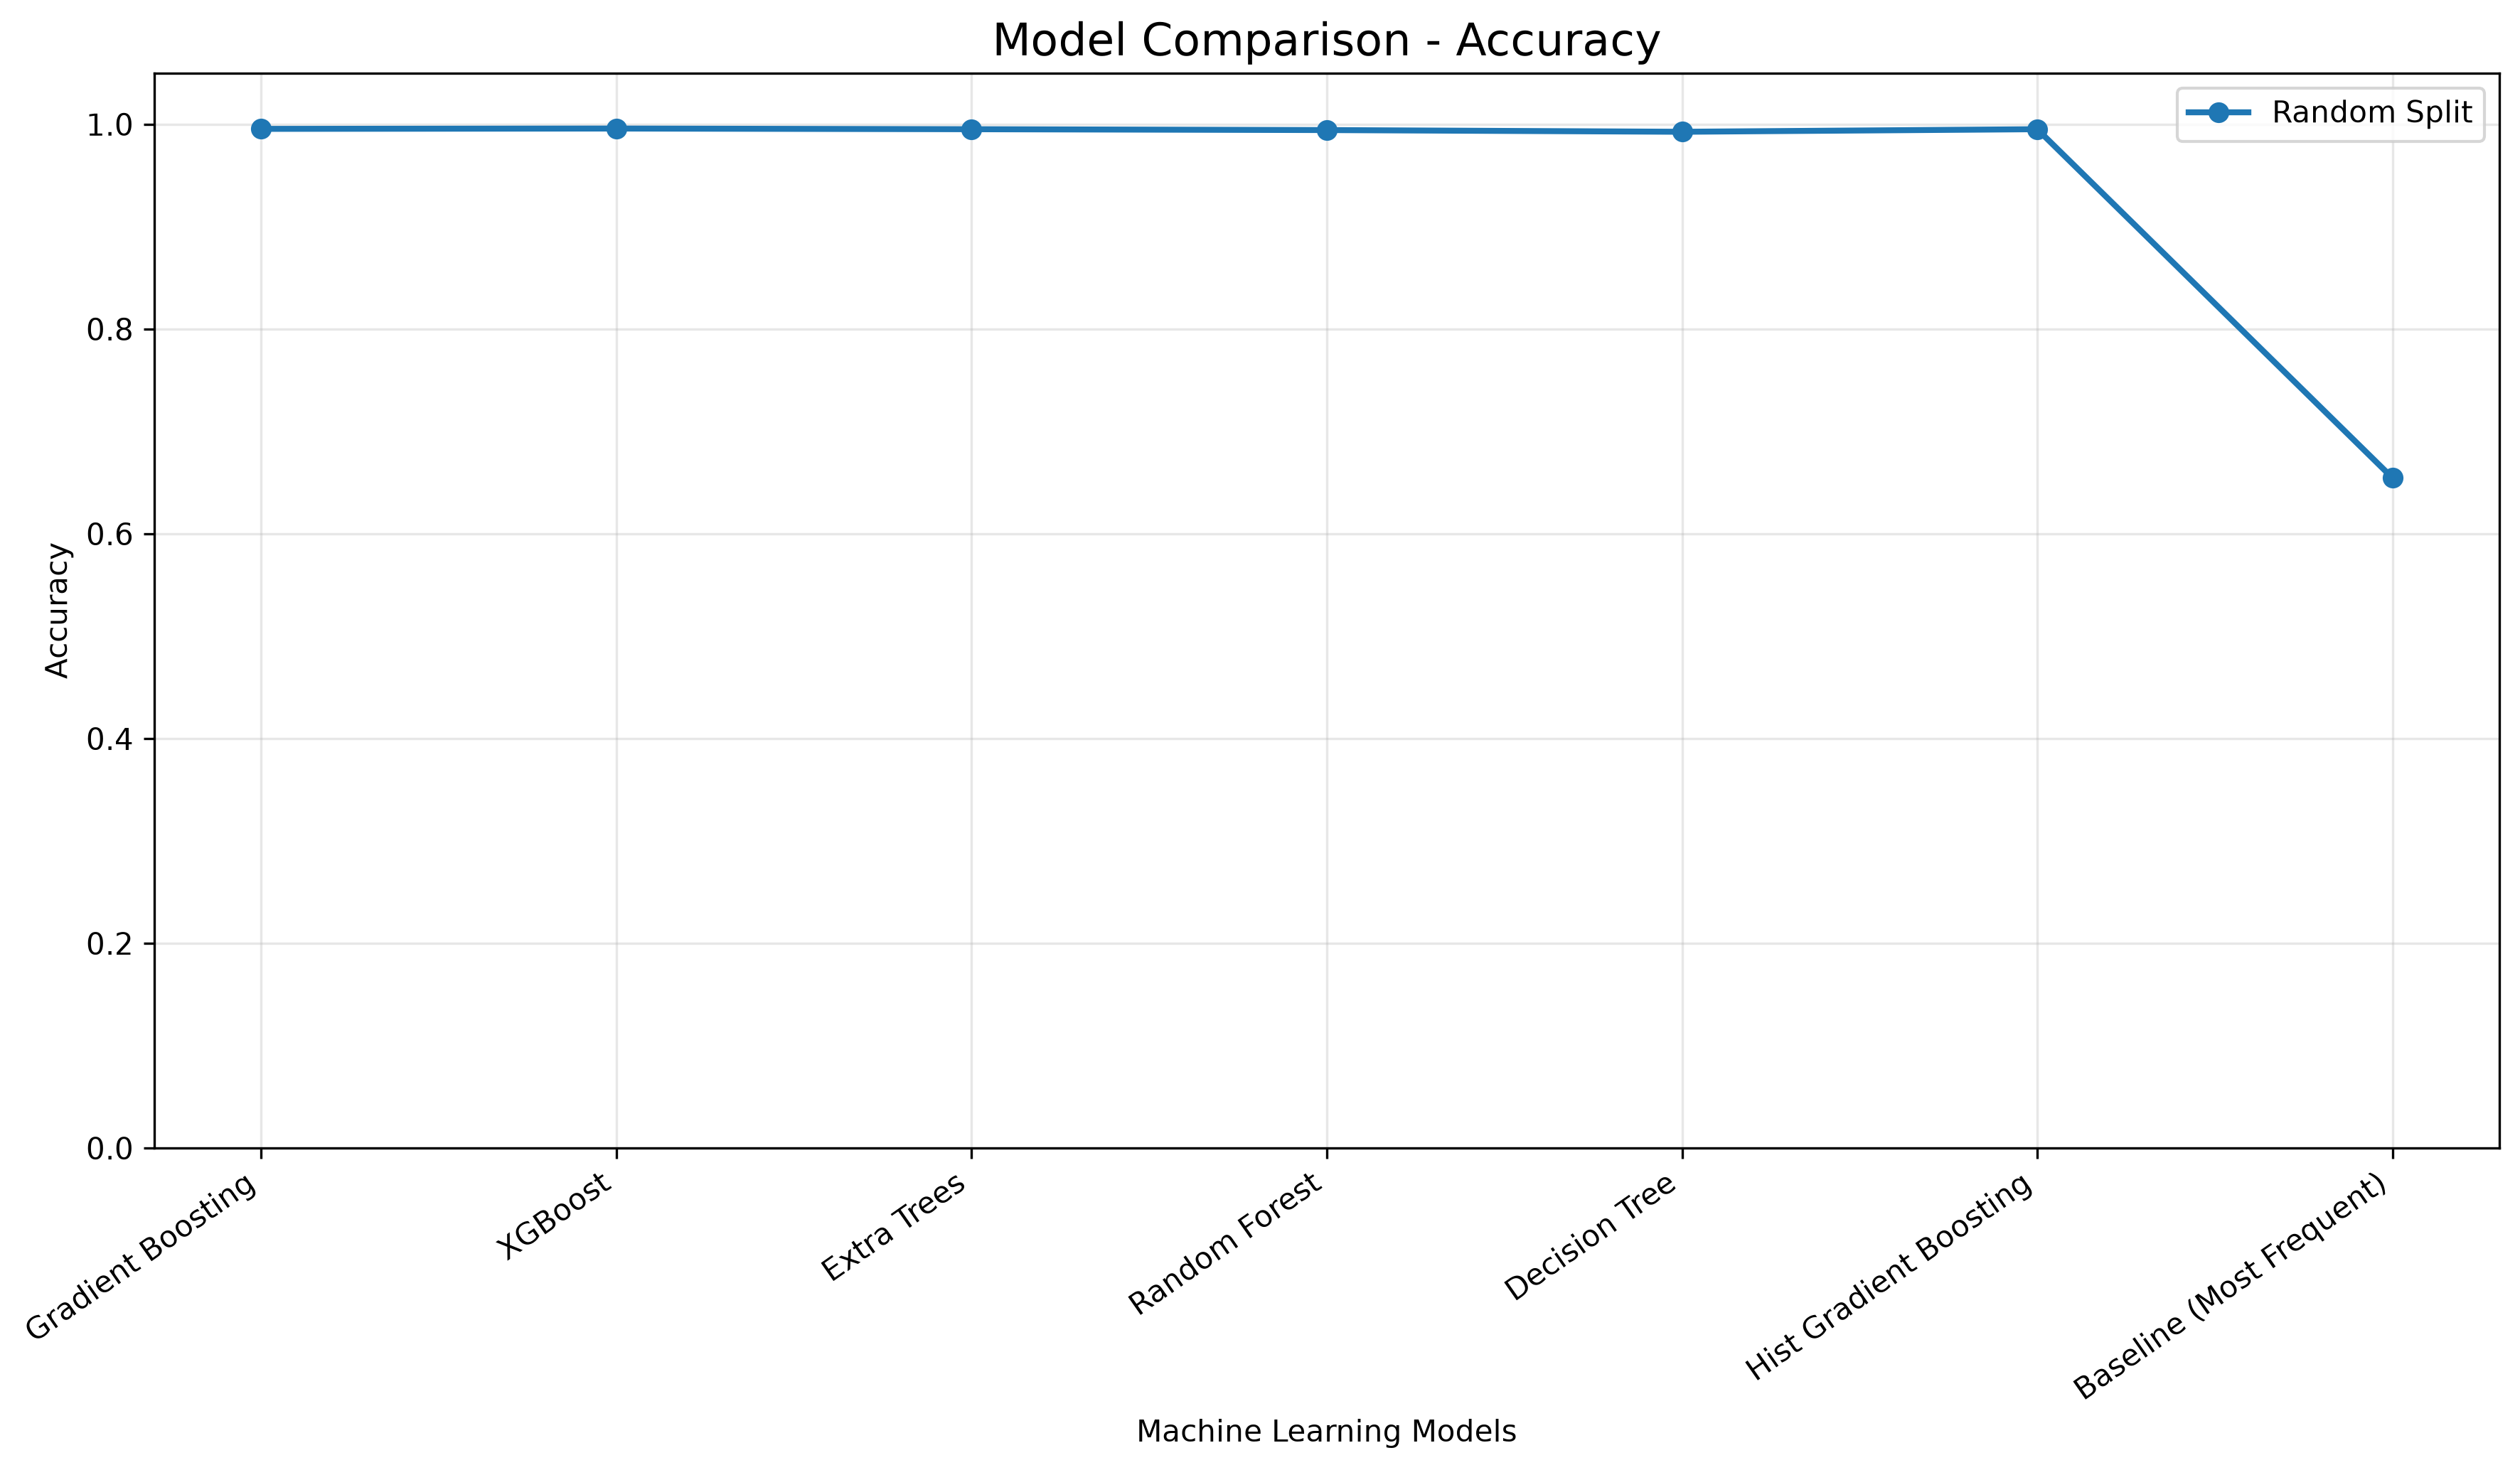 Model Comparison - Accuracy
Random Split
Accuracy
1.0
0.8
0.6
0.4
0.2
0.0
Gradient Boosting
XGBoost
Extra Trees
Random Forest
Decision Tree
Hist Gradient Boosting
Baseline (Most Frequent)
Machine Learning Models